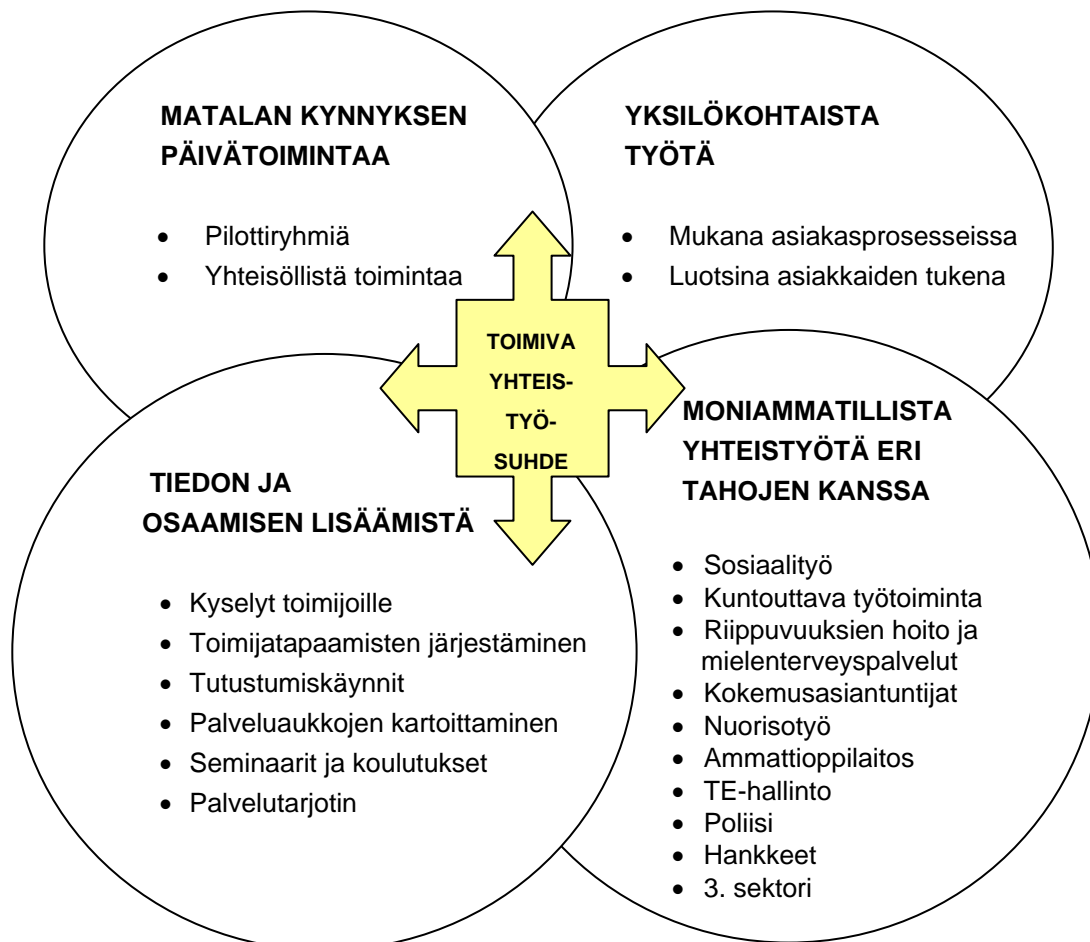 MATALAN KYNNYKSEN
PÄIVÄTOIMINTAA
• Pilottiryhmiä
• Yhteisöllistä toimintaa
YKSILÖKOHTAISTA
TYÖTÄ
• Mukana asiakasprosesseissa
• Luotsina asiakkaiden tukena
TOIMIVA
YHTEIS-
TYÖ-
SUHDE
TIEDON JA
OSAAMISEN LISÄÄMISTÄ
• Kyselyt toimijoille
• Toimijatapaamisten järjestäminen
• Tutustumiskäynnit
• Palveluaukkojen kartoittaminen
• Seminaarit ja koulutukset
• Palvelutarjotin
MONIAMMATILLISTA
YHTEISTYÖTÄ ERI
TAHOJEN KANSSA
• Sosiaalityö
• Kuntouttava työtoiminta
• Riippuvuuksien hoito ja
mielenterveyspalvelut
• Kokemusasiantuntijat
• Nuorisotyö
• Ammattioppilaitos
• TE-hallinto
• Poliisi
• Hankkeet
• 3. sektori